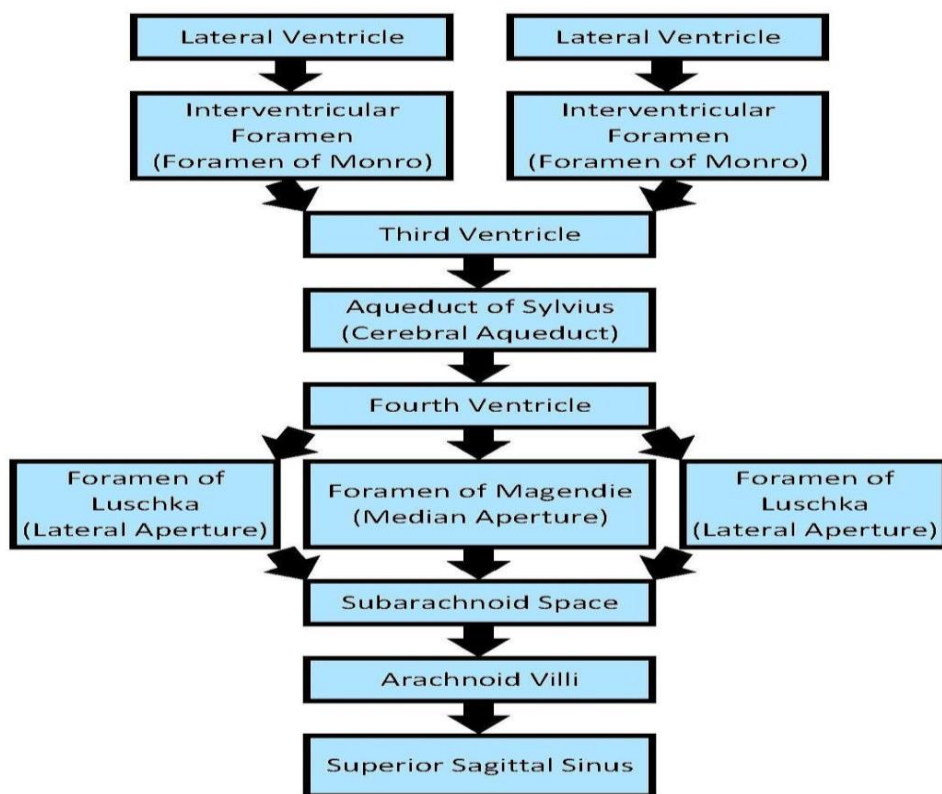 Lateral Ventricle
Lateral Ventricle
Interventricular
Foramen
(Foramen of Monro)
Interventricular
Foramen
(Foramen of Monro)
Third Ventricle
Aqueduct of Sylvius
(Cerebral Aqueduct)
Fourth Ventricle
Foramen of
Luschka
(Lateral Aperture)
Foramen of Magendie
(Median Aperture)
Foramen of
Luschka
(Lateral Aperture)
Subarachnoid Space
Arachnoid Villi
Superior Sagittal Sinus